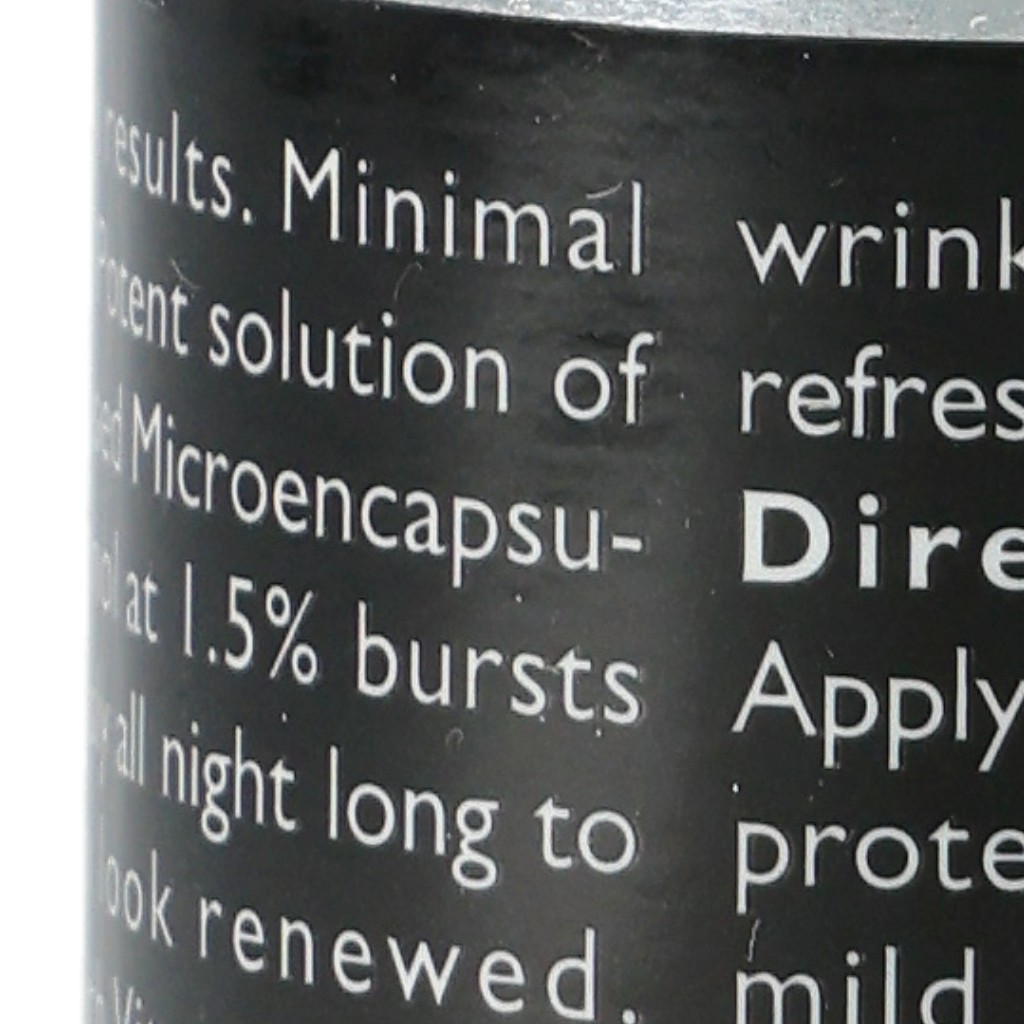 results. Minimal
potent solution of
Microencapsu-
at 1.5% bursts
all night long to
look renewed.
wrink
refres
Dire
Apply
prote
mild